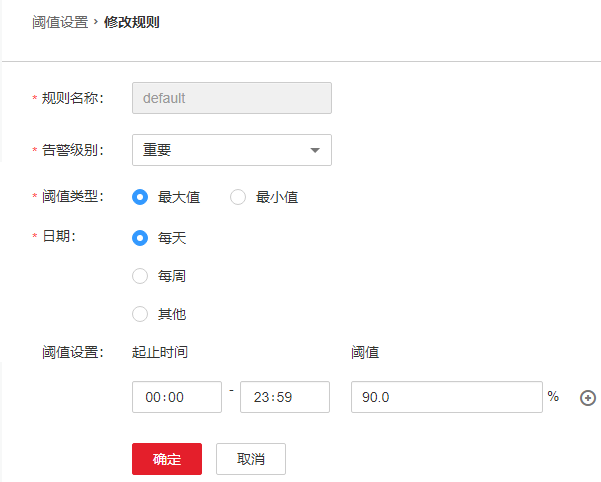 阈值设置 › 修改规则
* 规则名称： default
* 告警级别： 重要
* 阈值类型： 最大值 最小值
* 日期： 每天
每周
其他
阈值设置： 起止时间 阈值
00:00 - 23:59 90.0 %
确定 取消